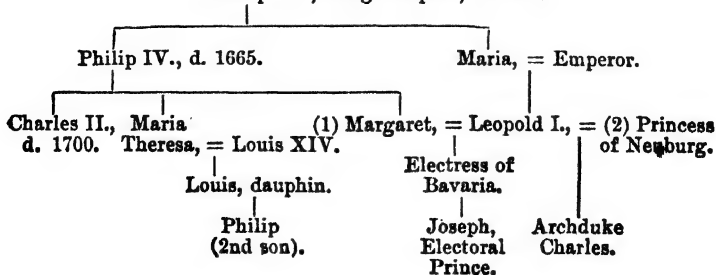 Philip IV., d. 1665. Maria, = Emperor.
Charles II., Maria (1) Margaret, = Leopold I., = (2) Princess
d. 1700. Theresa, = Louis XIV. of Neuburg.
Electress of
Louis, dauphin. Bavaria.
Philip Joseph, Archduke
(2nd son). Electoral Charles.
Prince.